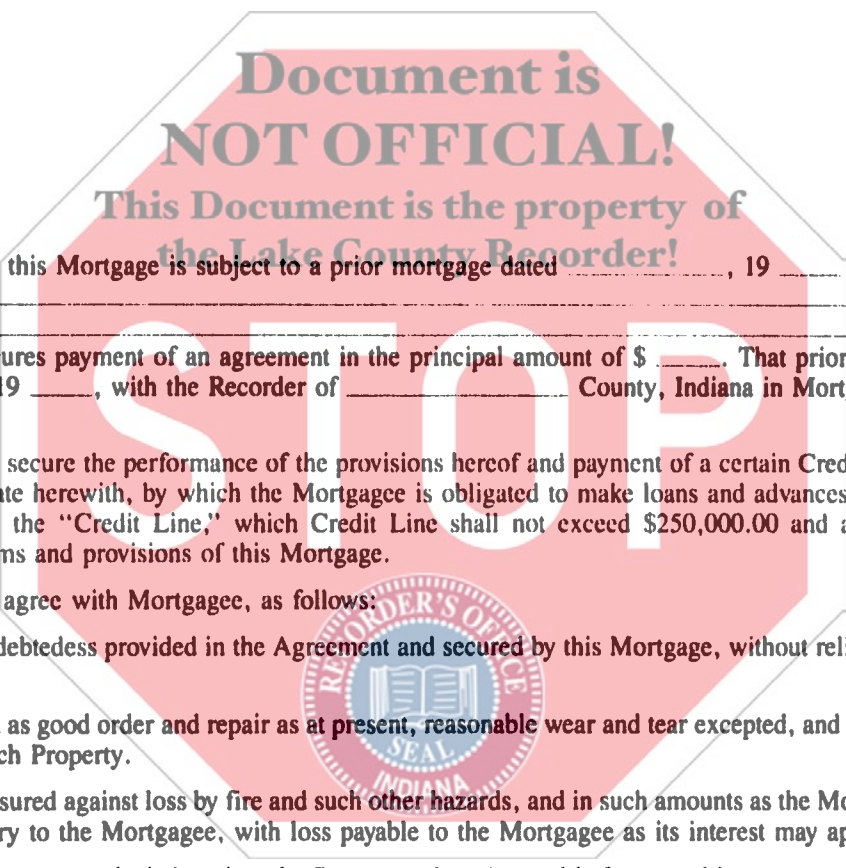 Document is
NOT OFFICIAL!
This Document is the property of
the Lake County Recorder!
this Mortgage is subject to a prior mortgage dated ____________, 19 _____
ures payment of an agreement in the principal amount of $ _____. That prior
19 _____, with the Recorder of ____________ County, Indiana in Mort
STOP
secure the performance of the provisions hereof and payment of a certain Cred
ate herewith, by which the Mortgagee is obligated to make loans and advances
the "Credit Line," which Credit Line shall not exceed $250,000.00 and a
ms and provisions of this Mortgage.
agree with Mortgagee, as follows:
debtedess provided in the Agreement and secured by this Mortgage, without reli
as good order and repair as at present, reasonable wear and tear excepted, and
ch Property.
sured against loss by fire and such other hazards, and in such amounts as the Mo
ry to the Mortgagee, with loss payable to the Mortgagee as its interest may ap
RECORDER'S OFFICE
SEAL
INDIANA